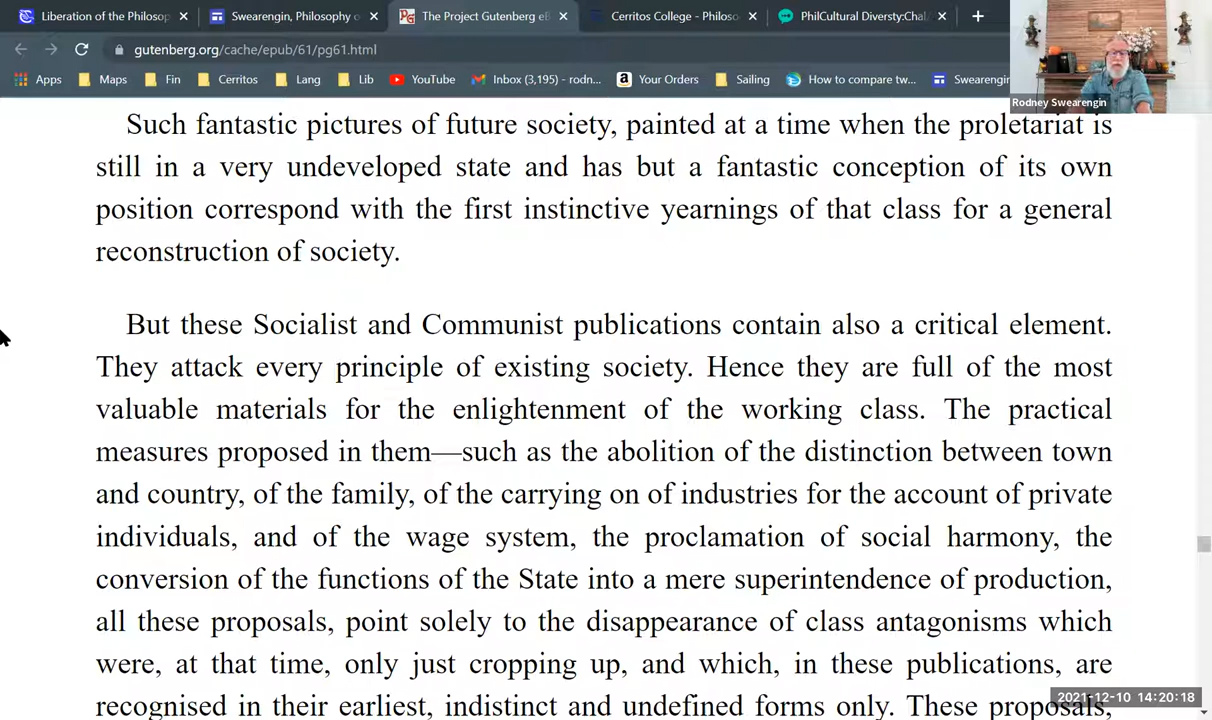 Liberation of the Philosop
Swearengin, Philosophy o
The Project Gutenberg eB
Cerritos College - Philoso
PhilCultural Diversty:Chal
gutenberg.org/cache/epub/61/pg61.html
Apps
Maps
Fin
Cerritos
Lang
Lib
YouTube
Inbox (3,195) - rodn...
Your Orders
Sailing
How to compare tw...
Swearengin
Rodney Swearengin
Such fantastic pictures of future society, painted at a time when the proletariat is
still in a very undeveloped state and has but a fantastic conception of its own
position correspond with the first instinctive yearnings of that class for a general
reconstruction of society.
But these Socialist and Communist publications contain also a critical element.
They attack every principle of existing society. Hence they are full of the most
valuable materials for the enlightenment of the working class. The practical
measures proposed in them—such as the abolition of the distinction between town
and country, of the family, of the carrying on of industries for the account of private
individuals, and of the wage system, the proclamation of social harmony, the
conversion of the functions of the State into a mere superintendence of production,
all these proposals, point solely to the disappearance of class antagonisms which
were, at that time, only just cropping up, and which, in these publications, are
recognised in their earliest, indistinct and undefined forms only. These proposals,
2021-12-10 14:20:18